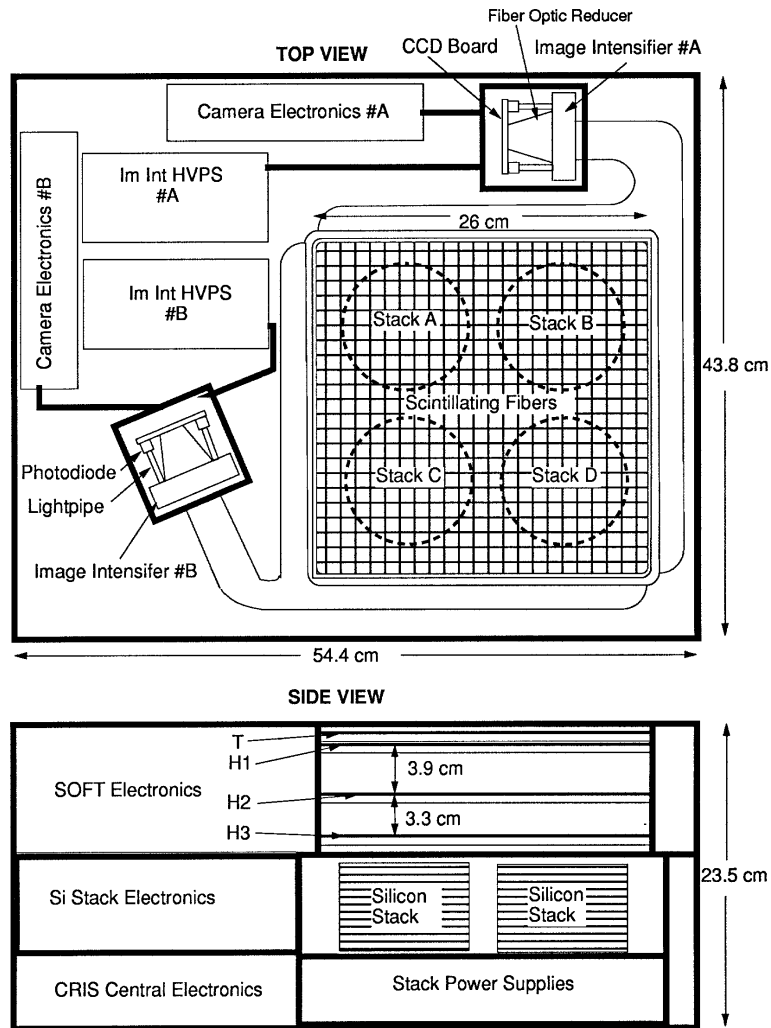 Fiber Optic Reducer
CCD Board
Image Intensifier #A
TOP VIEW
Camera Electronics #A
Camera Electronics #B
Im Int HVPS
#A
26 cm
Im Int HVPS
#B
Stack A
Stack B
43.8 cm
Scintillating Fibers
Photodiode
Stack C
Stack D
Lightpipe
Image Intensifer #B
54.4 cm
SIDE VIEW
T
H1
3.9 cm
SOFT Electronics
H2
3.3 cm
H3
23.5 cm
Si Stack Electronics
Silicon
Stack
Silicon
Stack
CRIS Central Electronics
Stack Power Supplies